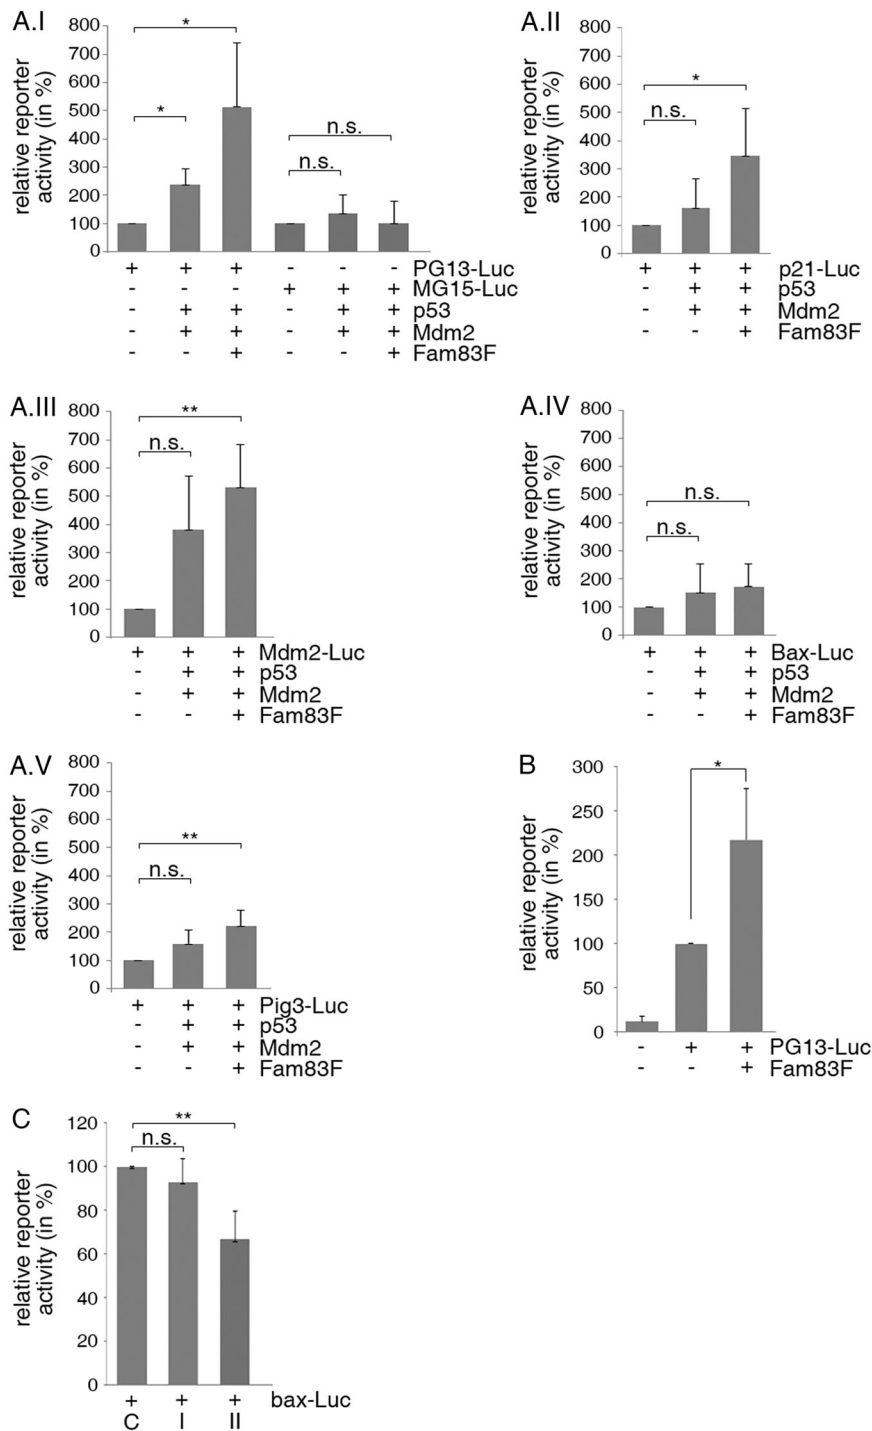 A.I
relative reporter
activity (in %)
800
700
600
500
400
300
200
100
0
*
*
n.s.
n.s.
+ + + - - - PG13-Luc
- - - + + + MG15-Luc
- + + - + + p53
- + + - + + Mdm2
- - + - - + Fam83F
A.II
relative reporter
activity (in %)
800
700
600
500
400
300
200
100
0
*
n.s.
+ + + p21-Luc
- + + p53
- + + Mdm2
- - + Fam83F
A.III
relative reporter
activity (in %)
800
700
600
500
400
300
200
100
0
**
n.s.
+ + + Mdm2-Luc
- + + p53
- + + Mdm2
- - + Fam83F
A.IV
relative reporter
activity (in %)
800
700
600
500
400
300
200
100
0
n.s.
n.s.
+ + + Bax-Luc
- + + p53
- + + Mdm2
- - + Fam83F
A.V
relative reporter
activity (in %)
800
700
600
500
400
300
200
100
0
**
n.s.
+ + + Pig3-Luc
- + + p53
- + + Mdm2
- - + Fam83F
B
relative reporter
activity (in %)
300
250
200
150
100
50
0
*
- + + PG13-Luc
- - + Fam83F
C
relative reporter
activity (in %)
120
100
80
60
40
20
0
**
n.s.
+ + + bax-Luc
C I II